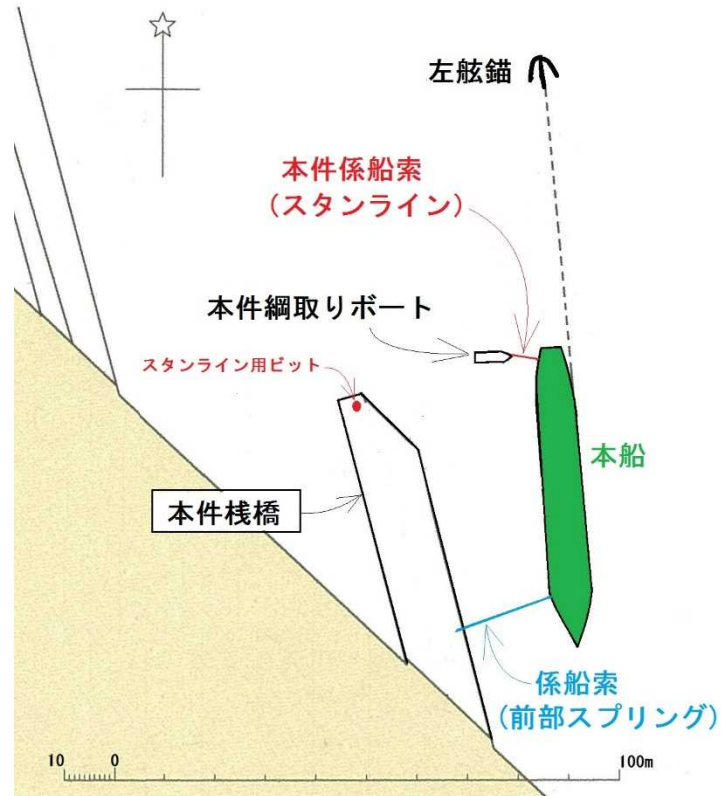 左舷錨
本件係船索
(スタンライン)
本件綱取りボート
スタンライン用ビット
本船
本件桟橋
係船索
(前部スプリング)
10 0 100m